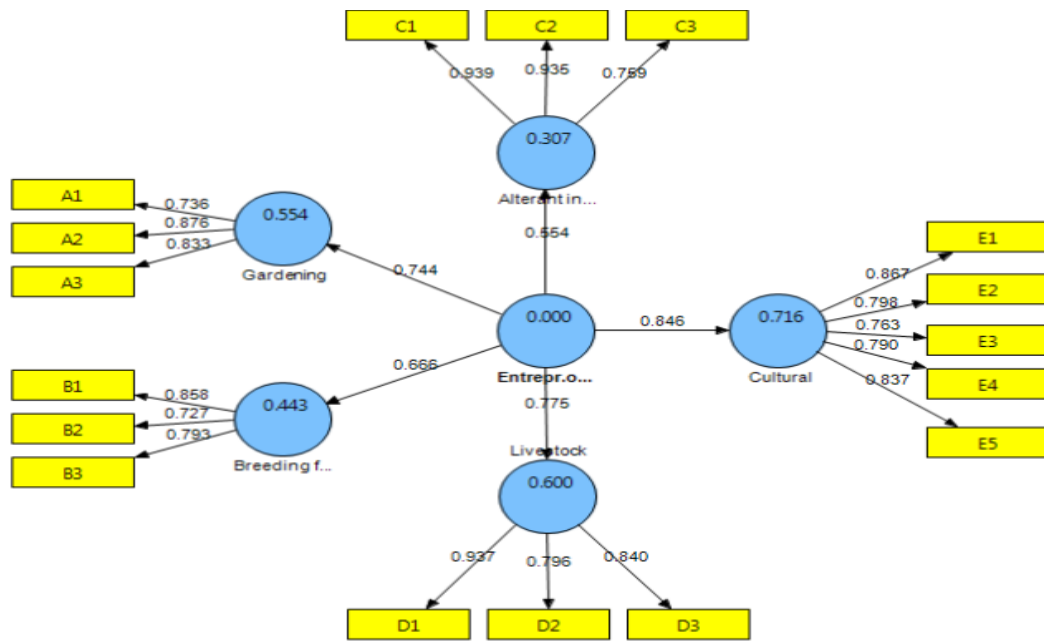 C1
C2
C3
0.939
0.935
0.759
0.307
Alterant in...
0.554
A1
A2
A3
0.736
0.876
0.833
0.554
Gardening
0.744
0.000
Entrepr.o...
0.846
0.716
Cultural
E1
E2
E3
E4
E5
0.867
0.798
0.763
0.790
0.837
B1
B2
B3
0.858
0.727
0.793
0.443
Breeding f...
0.666
0.775
Livestock
0.600
0.937
0.796
0.840
D1
D2
D3